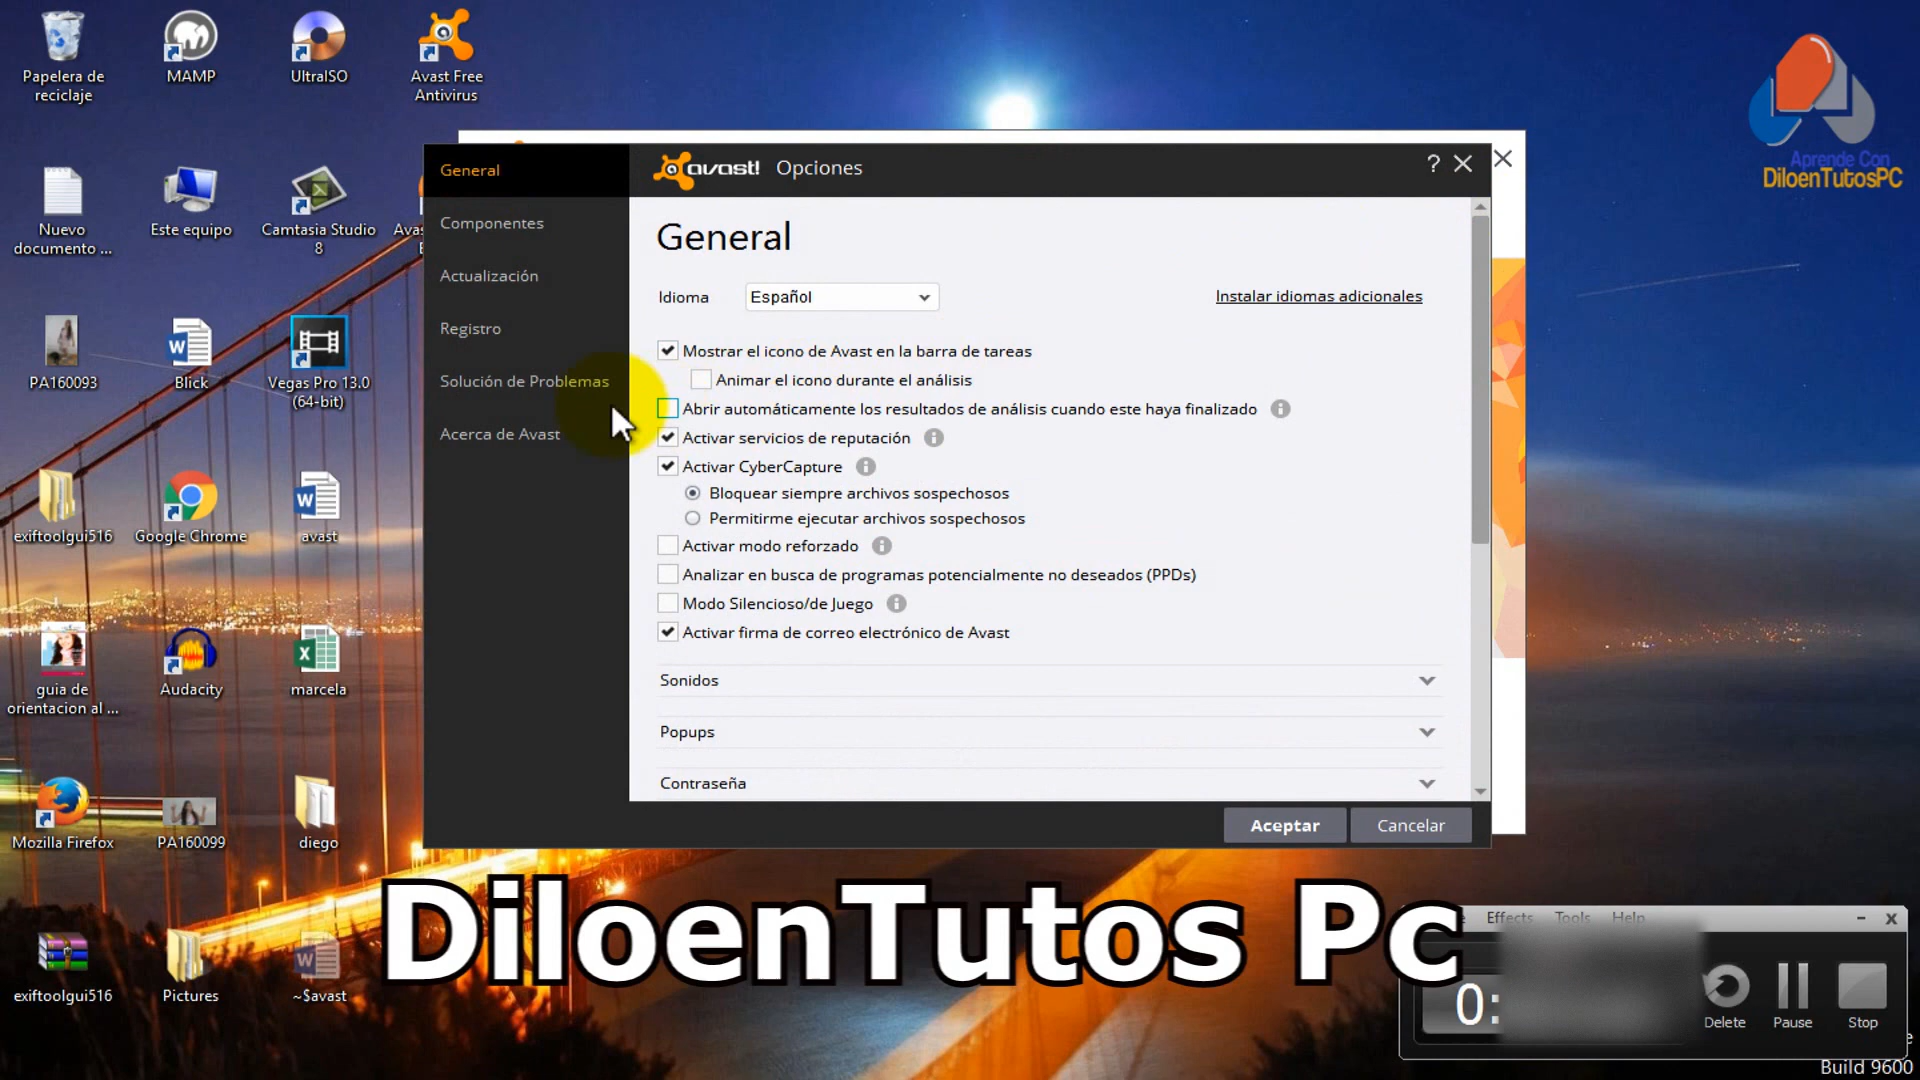 Papelera de
reciclaje
MAMP
UltraISO
Avast Free
Antivirus
Aprende Con
DiloenTutosPC
Nuevo
documento ...
Este equipo
Camtasia Studio
8
PA160093
Blick
Vegas Pro 13.0
(64-bit)
exiftoolgui516
Google Chrome
avast
guia de
orientacion al ...
Audacity
marcela
Mozilla Firefox
PA160099
diego
exiftoolgui516
Pictures
~$avast
General
Componentes
Actualización
Registro
Solución de Problemas
Acerca de Avast
avast! Opciones
?
General
Idioma
Español
Instalar idiomas adicionales
Mostrar el icono de Avast en la barra de tareas
Animar el icono durante el análisis
Abrir automáticamente los resultados de análisis cuando este haya finalizado
Activar servicios de reputación
Activar CyberCapture
Bloquear siempre archivos sospechosos
Permitirme ejecutar archivos sospechosos
Activar modo reforzado
Analizar en busca de programas potencialmente no deseados (PPDs)
Modo Silencioso/de Juego
Activar firma de correo electrónico de Avast
Sonidos
Popups
Contraseña
Aceptar
Cancelar
DiloenTutos Pc
Effects Tools Help
0:
Delete
Pause
Stop
Build 9600